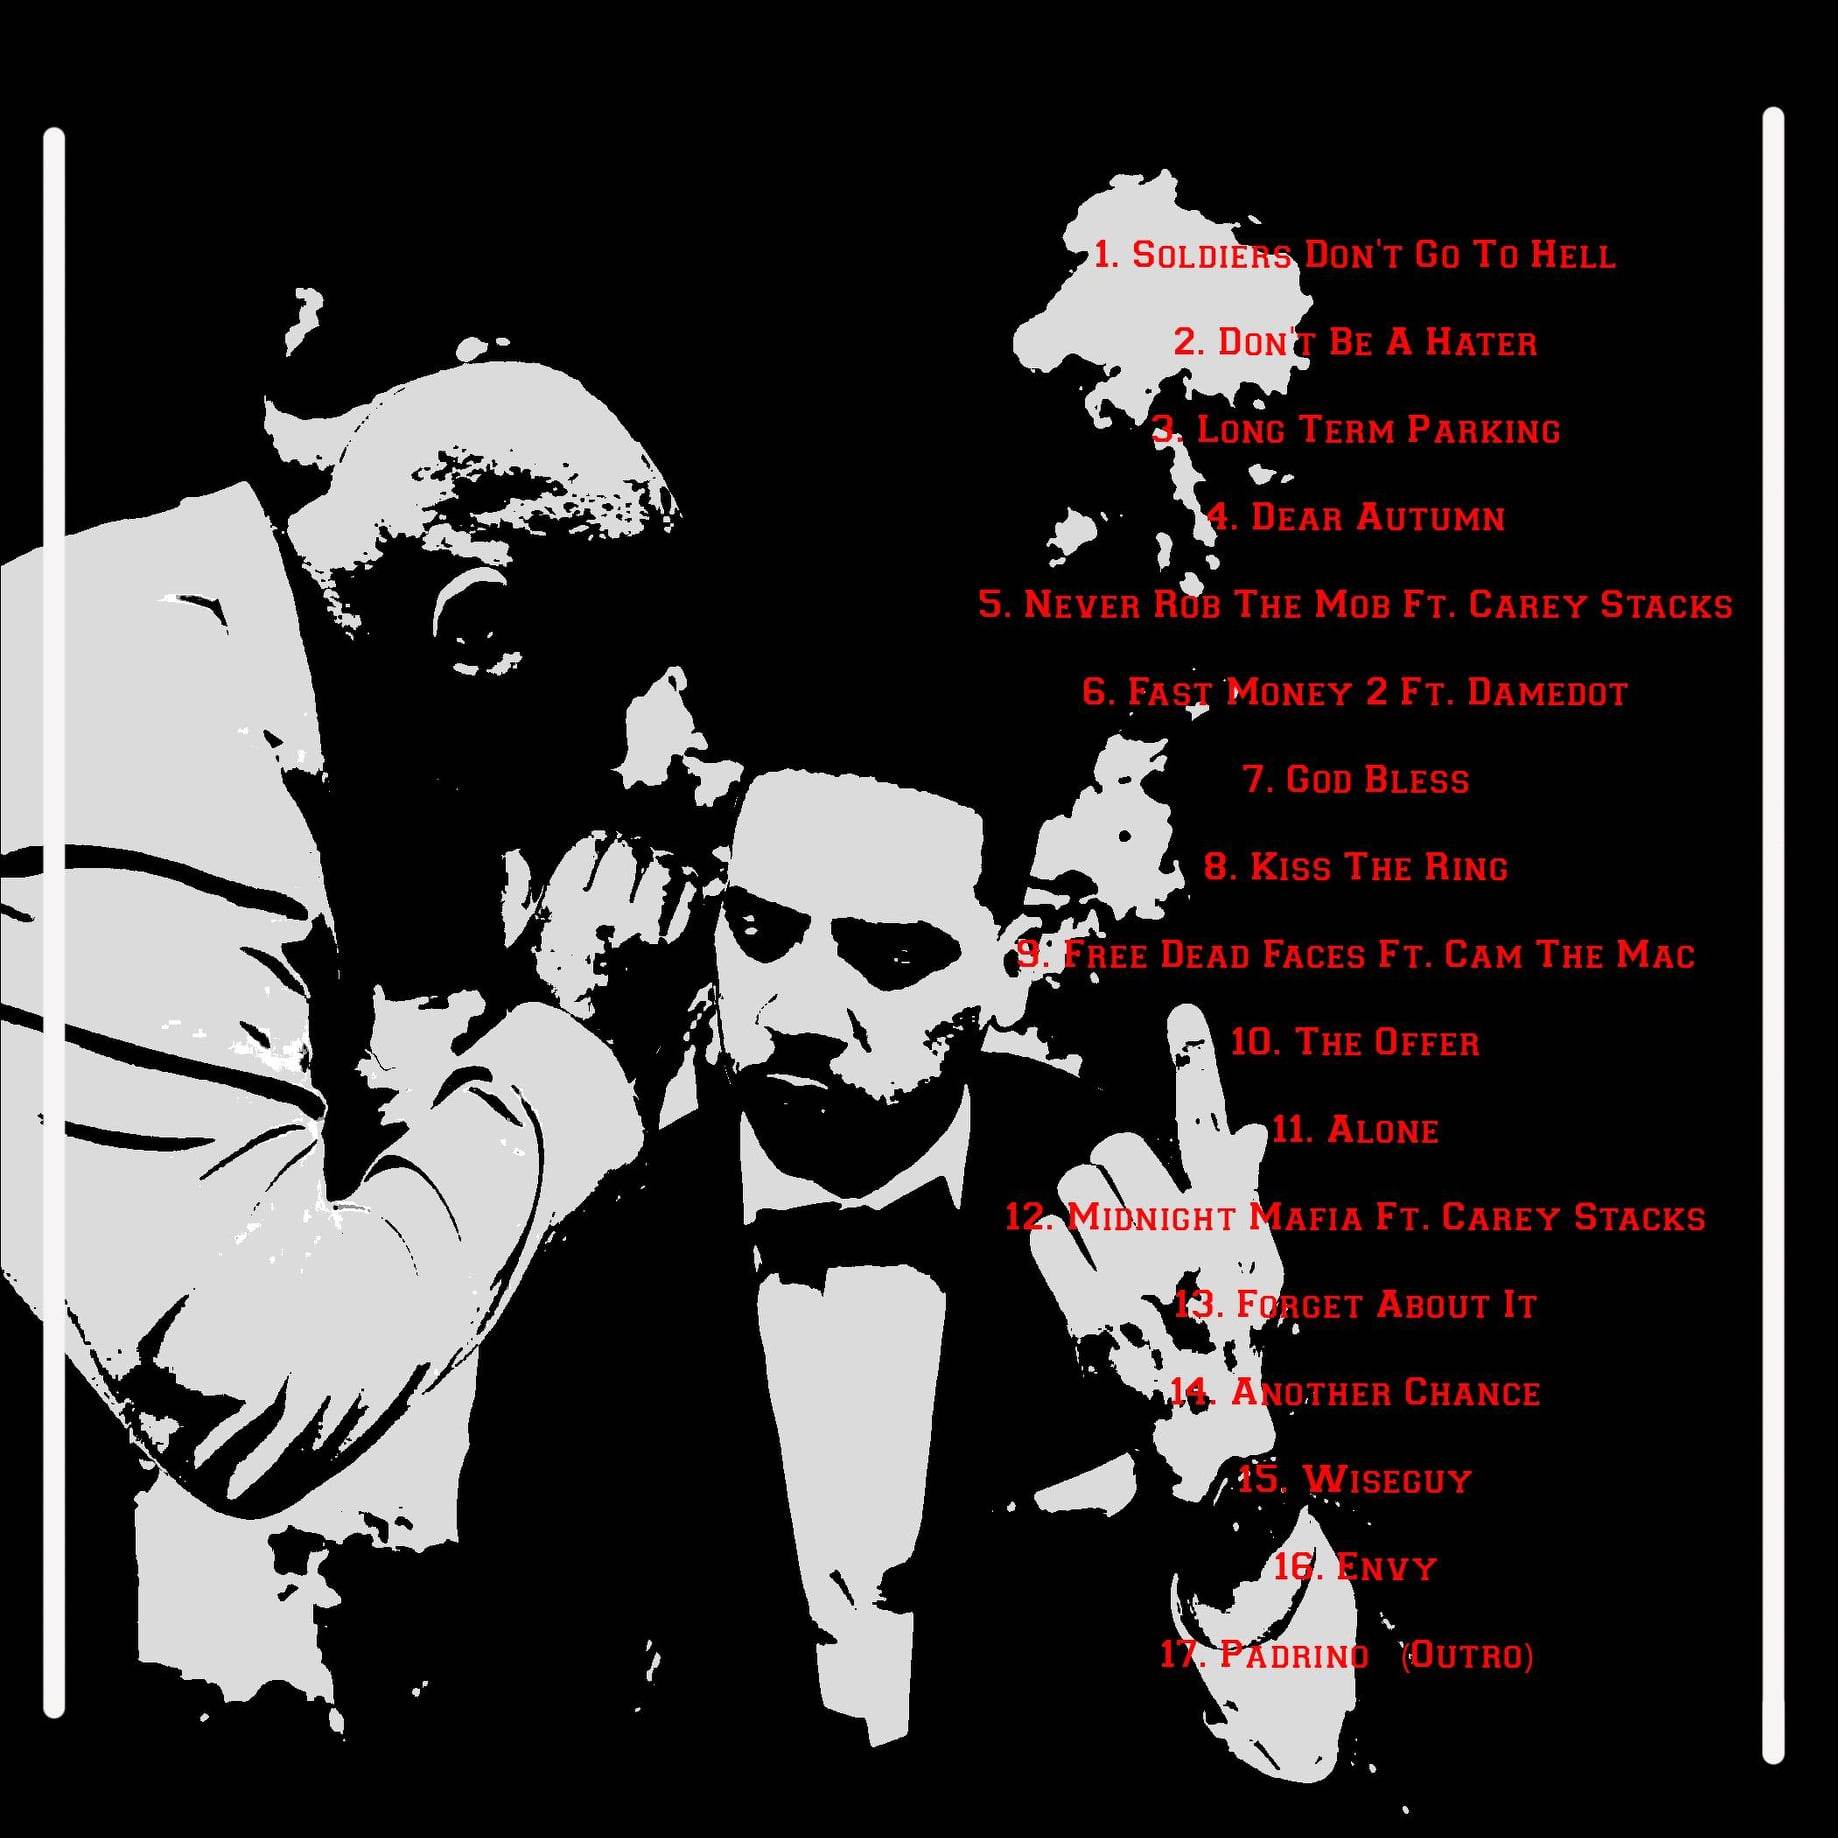 1. Soldiers Don't Go To Hell
2. Don't Be A Hater
3. Long Term Parking
4. Dear Autumn
5. Never Rob The Mob Ft. Carey Stacks
6. Fast Money 2 Ft. Damedot
7. God Bless
8. Kiss The Ring
9. Free Dead Faces Ft. Cam The Mac
10. The Offer
11. Alone
12. Midnight Mafia Ft. Carey Stacks
13. Forget About It
14. Another Chance
15. Wiseguy
16. Envy
17. Padrino (Outro)